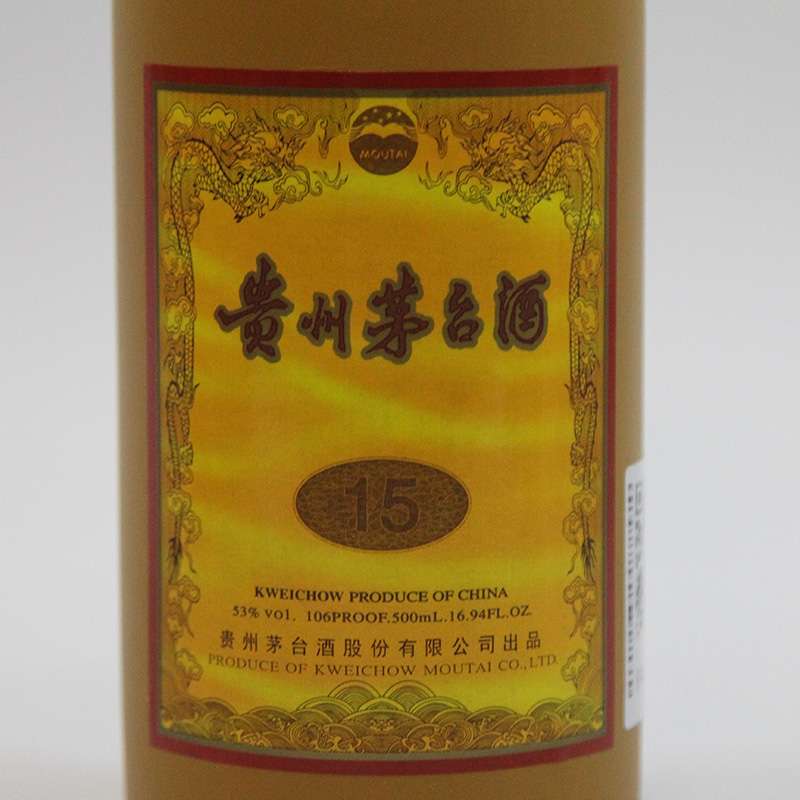 MOUTAI
贵州茅台酒
15
KWEICHOW PRODUCE OF CHINA
53% vol. 106PROOF.500mL.16.94FL.OZ
贵州茅台酒股份有限公司出品
PRODUCE OF KWEICHOW MOUTAI CO.,LTD.